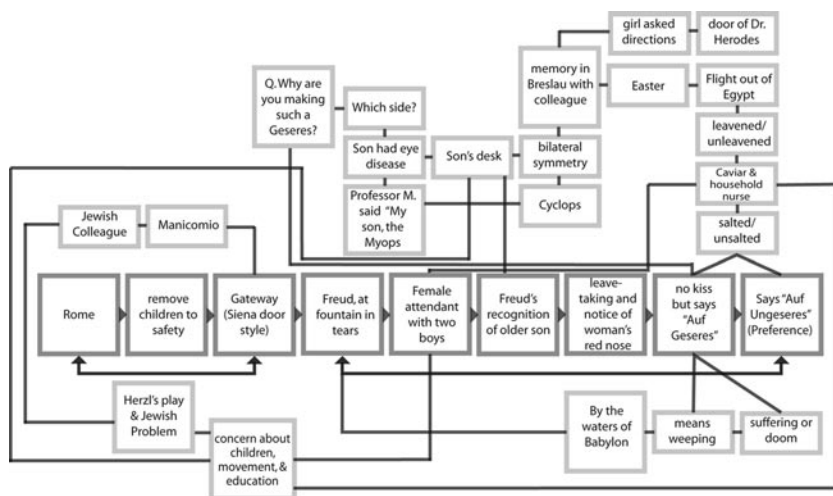 girl asked
directions
door of Dr.
Herodes
Q. Why are
you making
such a
Geseres?
Which side?
memory in
Breslau with
colleague
Easter
Flight out of
Egypt
Son had eye
disease
Son's desk
bilateral
symmetry
leavened/
unleavened
Professor M.
said "My
son, the
Myops
Cyclops
Caviar &
household
nurse
salted/
unsalted
Jewish
Colleague
Manicomio
Rome
remove
children to
safety
Gateway
(Siena door
style)
Freud, at
fountain in
tears
Female
attendant
with two
boys
Freud's
recognition
of older son
leave-
taking and
notice of
woman's
red nose
no kiss
but says
"Auf
Geseres"
Says "Auf
Ungeseres"
(Preference)
Herzl's play
& Jewish
Problem
concern about
children,
movement, &
education
By the
waters of
Babylon
means
weeping
suffering or
doom